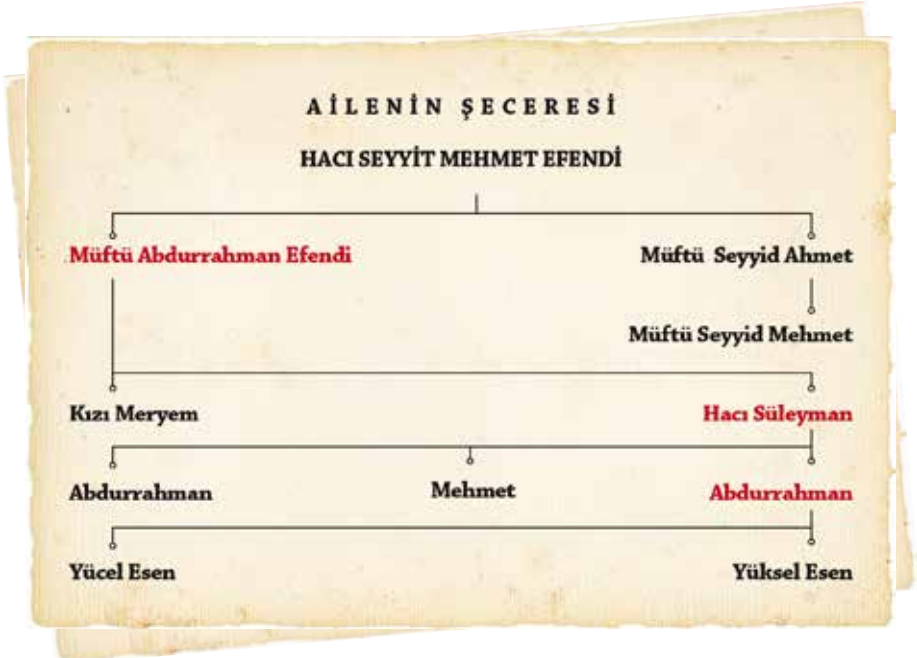 AİLENİN ŞECERESİ
HACI SEYYİT MEHMET EFENDİ
Müftü Abdurrahman Efendi
Müftü Seyyid Ahmet
Müftü Seyyid Mehmet
Kızı Meryem
Hacı Süleyman
Abdurrahman
Mehmet
Abdurrahman
Yücel Esen
Yüksel Esen